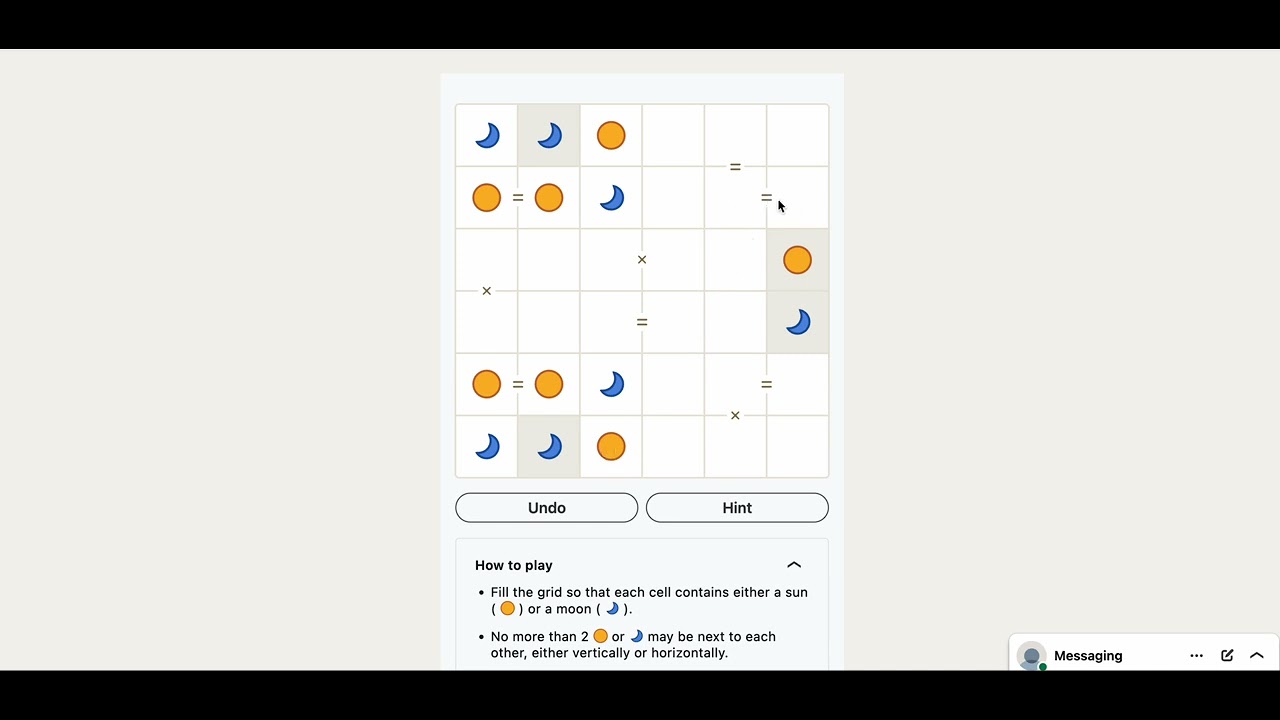 =
= =
×
×
=
= =
×
Undo Hint
How to play
• Fill the grid so that each cell contains either a sun
( ) or a moon ( ).
• No more than 2 or may be next to each
other, either vertically or horizontally.
Messaging